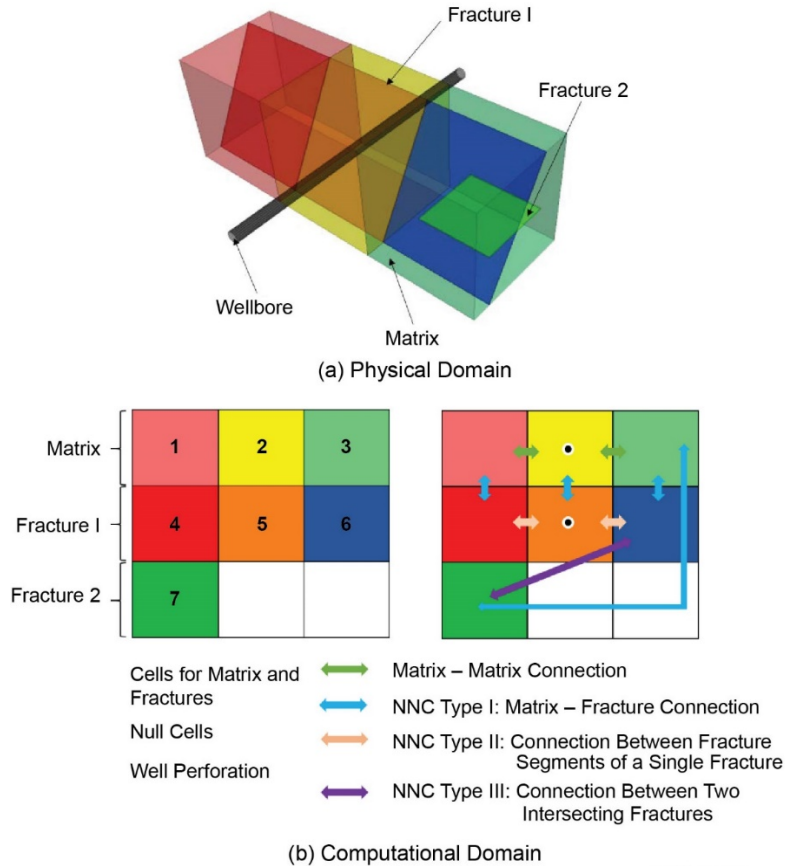 Fracture I
Fracture 2
Wellbore
Matrix
(a) Physical Domain
Matrix
1
2
3
Fracture I
4
5
6
Fracture 2
7
Cells for Matrix and
Fractures
Null Cells
Well Perforation
Matrix – Matrix Connection
NNC Type I: Matrix – Fracture Connection
NNC Type II: Connection Between Fracture
Segments of a Single Fracture
NNC Type III: Connection Between Two
Intersecting Fractures
(b) Computational Domain